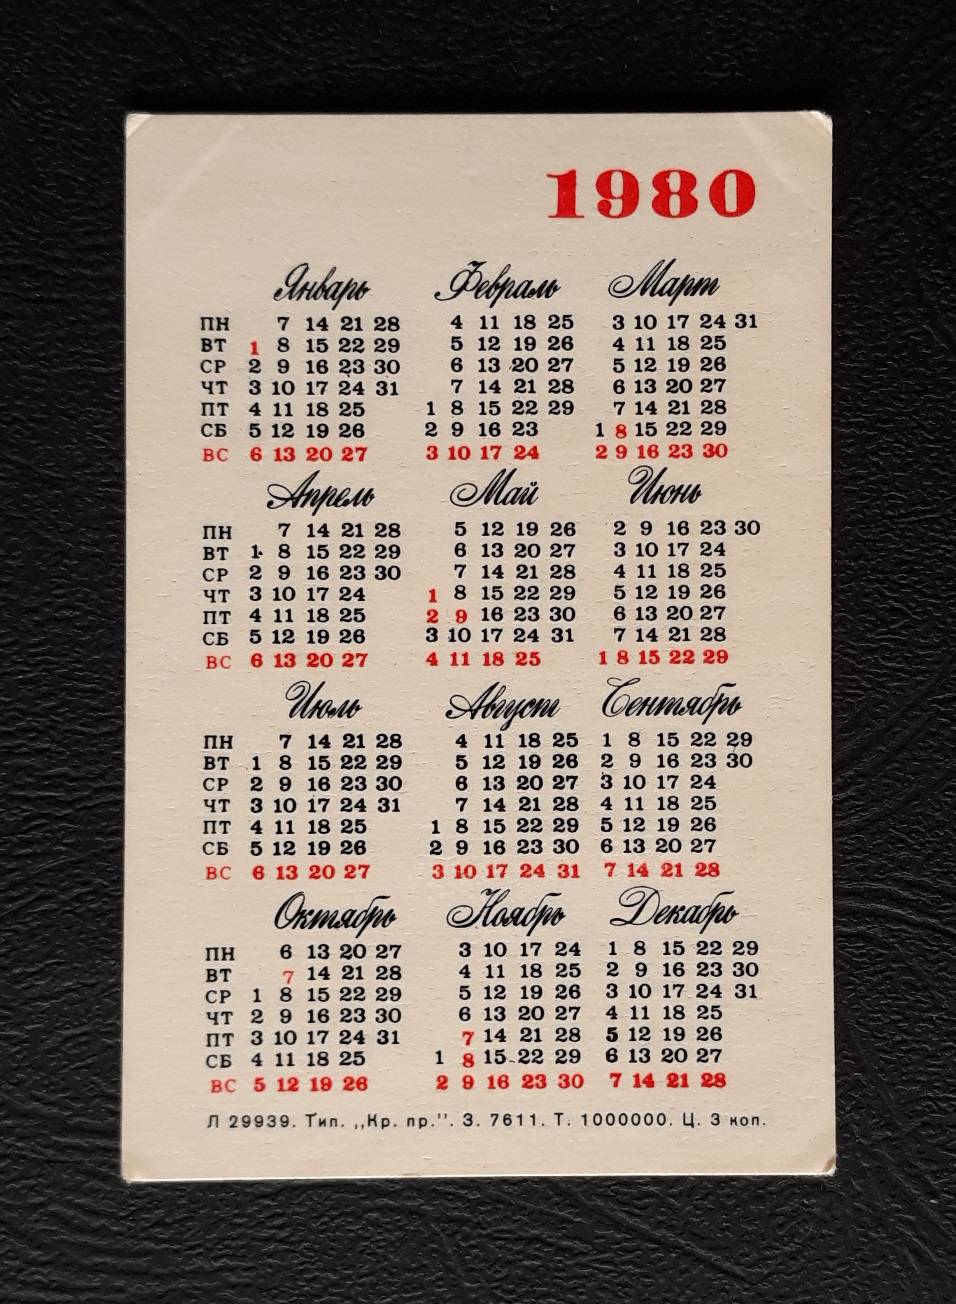 1980
Январь Февраль Март
ПН 7 14 21 28 4 11 18 25 3 10 17 24 31
ВТ 1 8 15 22 29 5 12 19 26 4 11 18 25
СР 2 9 16 23 30 6 13 20 27 5 12 19 26
ЧТ 3 10 17 24 31 7 14 21 28 6 13 20 27
ПТ 4 11 18 25 1 8 15 22 29 7 14 21 28
СБ 5 12 19 26 2 9 16 23 1 8 15 22 29
ВС 6 13 20 27 3 10 17 24 2 9 16 23 30
Апрель Май Июнь
ПН 7 14 21 28 5 12 19 26 2 9 16 23 30
ВТ 1 8 15 22 29 6 13 20 27 3 10 17 24
СР 2 9 16 23 30 7 14 21 28 4 11 18 25
ЧТ 3 10 17 24 1 8 15 22 29 5 12 19 26
ПТ 4 11 18 25 2 9 16 23 30 6 13 20 27
СБ 5 12 19 26 3 10 17 24 31 7 14 21 28
ВС 6 13 20 27 4 11 18 25 1 8 15 22 29
Июль Август Сентябрь
ПН 7 14 21 28 4 11 18 25 1 8 15 22 29
ВТ 1 8 15 22 29 5 12 19 26 2 9 16 23 30
СР 2 9 16 23 30 6 13 20 27 3 10 17 24
ЧТ 3 10 17 24 31 7 14 21 28 4 11 18 25
ПТ 4 11 18 25 1 8 15 22 29 5 12 19 26
СБ 5 12 19 26 2 9 16 23 30 6 13 20 27
ВС 6 13 20 27 3 10 17 24 31 7 14 21 28
Октябрь Ноябрь Декабрь
ПН 6 13 20 27 3 10 17 24 1 8 15 22 29
ВТ 7 14 21 28 4 11 18 25 2 9 16 23 30
СР 1 8 15 22 29 5 12 19 26 3 10 17 24 31
ЧТ 2 9 16 23 30 6 13 20 27 4 11 18 25
ПТ 3 10 17 24 31 7 14 21 28 5 12 19 26
СБ 4 11 18 25 1 8 15 22 29 6 13 20 27
ВС 5 12 19 26 2 9 16 23 30 7 14 21 28
Л 29939. Тип. „Кр. пр.". З. 7611. Т. 1000000. Ц. 3 коп.